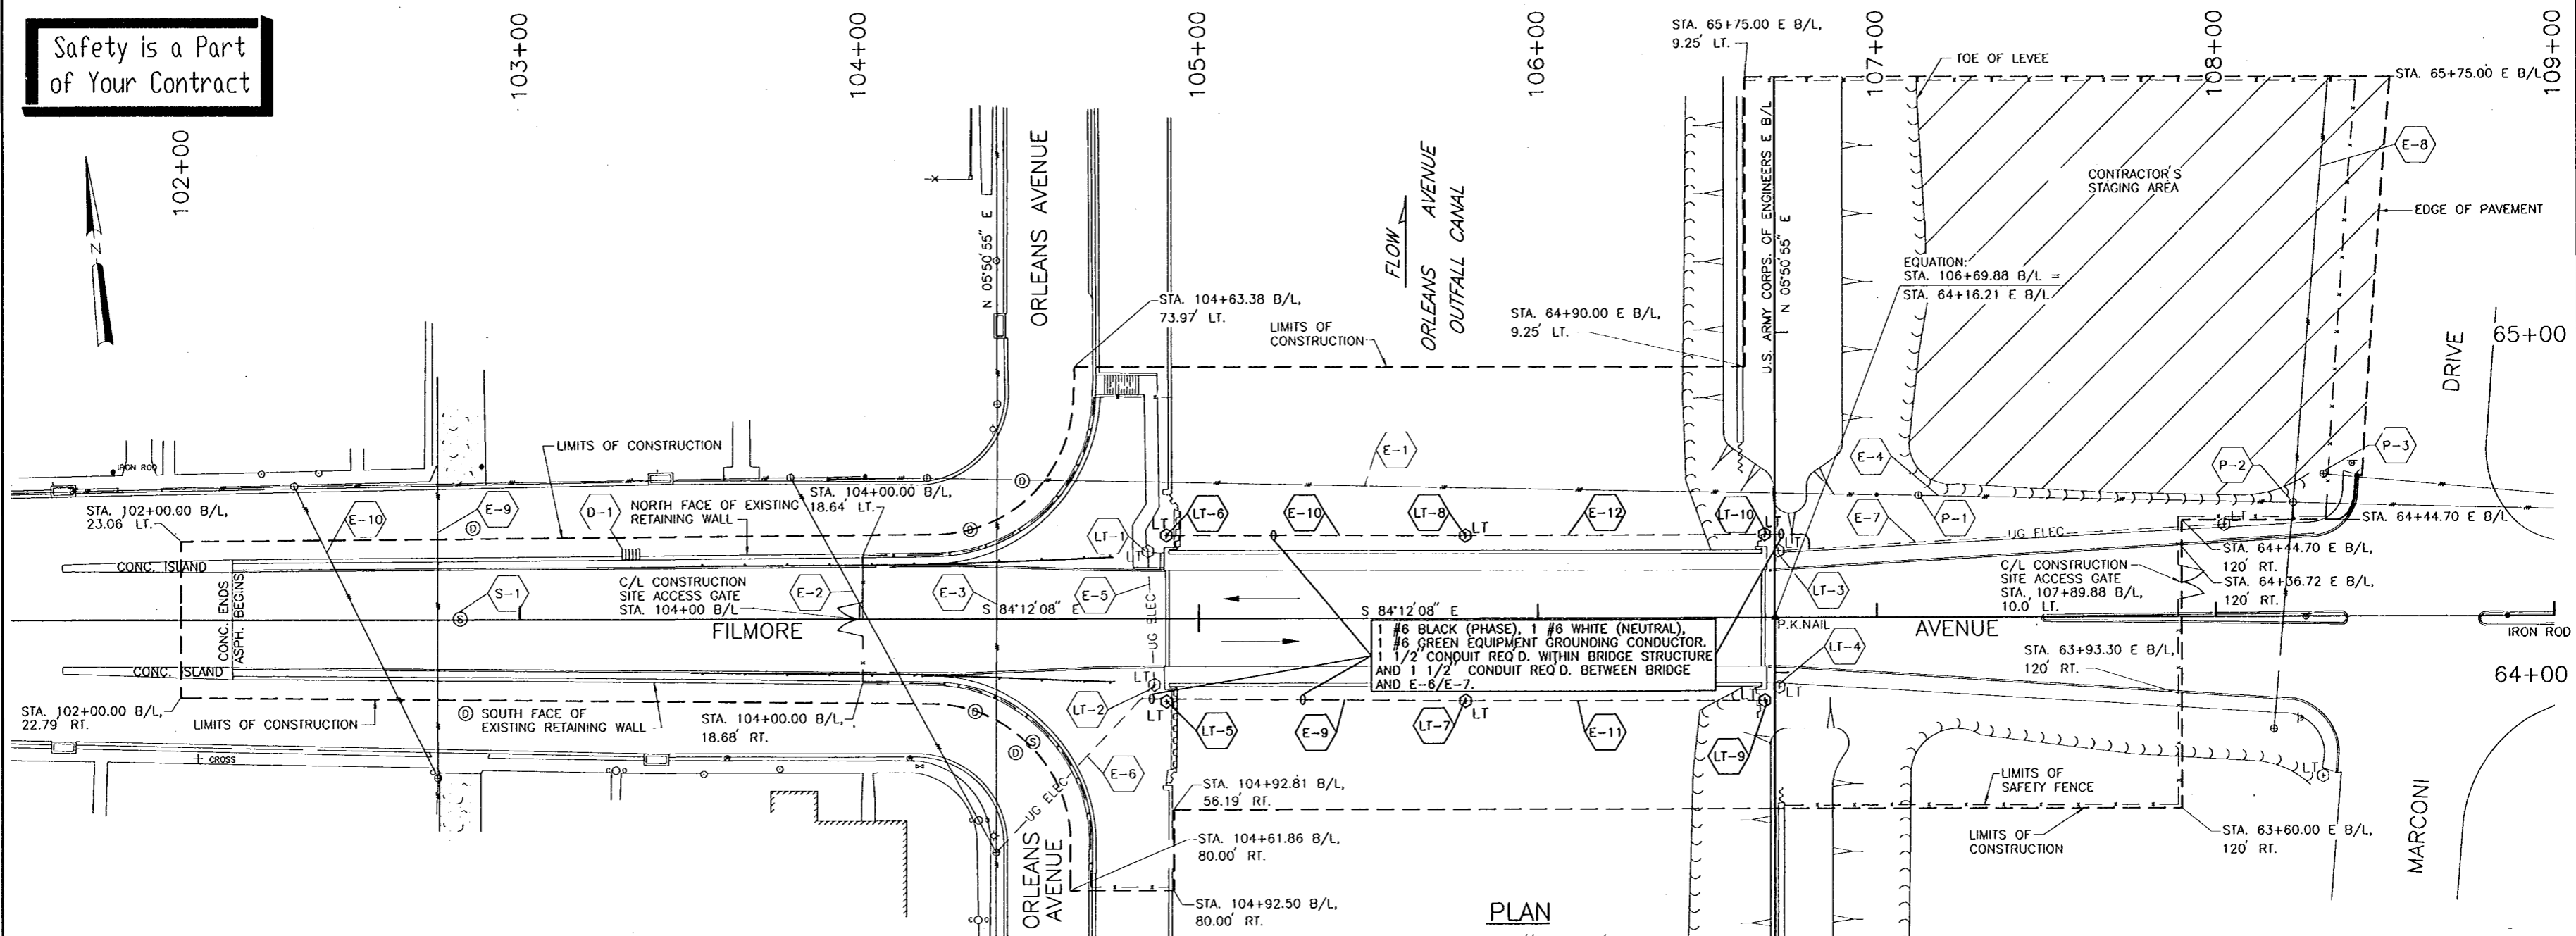 Safety is a Part
of Your Contract
102+00
103+00
104+00
105+00
106+00
107+00
108+00
109+00
STA. 65+75.00 E B/L,
9.25' LT.
TOE OF LEVEE
STA. 65+75.00 E B/L
E-8
CONTRACTOR'S
STAGING AREA
EDGE OF PAVEMENT
N
N 05°50'55" E
ORLEANS AVENUE
FLOW
ORLEANS AVENUE
OUTFALL CANAL
U.S. ARMY CORPS. OF ENGINEERS E B/L
N 05°50'55" E
EQUATION:
STA. 106+69.88 B/L =
STA. 64+16.21 E B/L
STA. 104+63.38 B/L,
73.97' LT.
LIMITS OF
CONSTRUCTION
STA. 64+90.00 E B/L,
9.25' LT.
DRIVE
65+00
IRON ROD
LIMITS OF CONSTRUCTION
E-1
E-4
P-2
P-3
STA. 102+00.00 B/L,
23.06' LT.
E-10
E-9
D
D-1
NORTH FACE OF EXISTING
RETAINING WALL
STA. 104+00.00 B/L,
18.64' LT.
D
D
LT-1
LT
LT
LT-6
E-10
LT-8
LT
E-12
LT-10
LT
LT
E-7
P-1
UG ELEC
LT
STA. 64+44.70 E B/L
STA. 64+44.70 E B/L,
120' RT.
STA. 64+36.72 E B/L,
120' RT.
CONC. ISLAND
CONC. ENDS
ASPH. BEGINS
S-1
S
C/L CONSTRUCTION
SITE ACCESS GATE
STA. 104+00 B/L
E-2
E-3
S 84°12'08" E
E-5
UG ELEC
S 84°12'08" E
LT-3
C/L CONSTRUCTION
SITE ACCESS GATE
STA. 107+89.88 B/L,
10.0' LT.
FILMORE
P.K.NAIL
AVENUE
IRON ROD
1 #6 BLACK (PHASE), 1 #6 WHITE (NEUTRAL),
1 #6 GREEN EQUIPMENT GROUNDING CONDUCTOR.
1 1/2" CONDUIT REQ'D. WITHIN BRIDGE STRUCTURE
AND 1 1/2" CONDUIT REQ'D. BETWEEN BRIDGE
AND E-6/E-7.
LT-4
LT
STA. 63+93.30 E B/L,
120' RT.
64+00
CONC. ISLAND
STA. 102+00.00 B/L,
22.79' RT.
LIMITS OF CONSTRUCTION
D
SOUTH FACE OF
EXISTING RETAINING WALL
STA. 104+00.00 B/L,
18.68' RT.
D
S
D
LT
LT-2
LT
LT-5
E-9
LT-7
LT
E-11
LT
LT-9
CROSS
E-6
UG ELEC
STA. 104+92.81 B/L,
56.19' RT.
LIMITS OF
SAFETY FENCE
LT
LIMITS OF
CONSTRUCTION
STA. 63+60.00 E B/L,
120' RT.
MARCONI
STA. 104+61.86 B/L,
80.00' RT.
ORLEANS
AVENUE
STA. 104+92.50 B/L,
80.00' RT.
PLAN